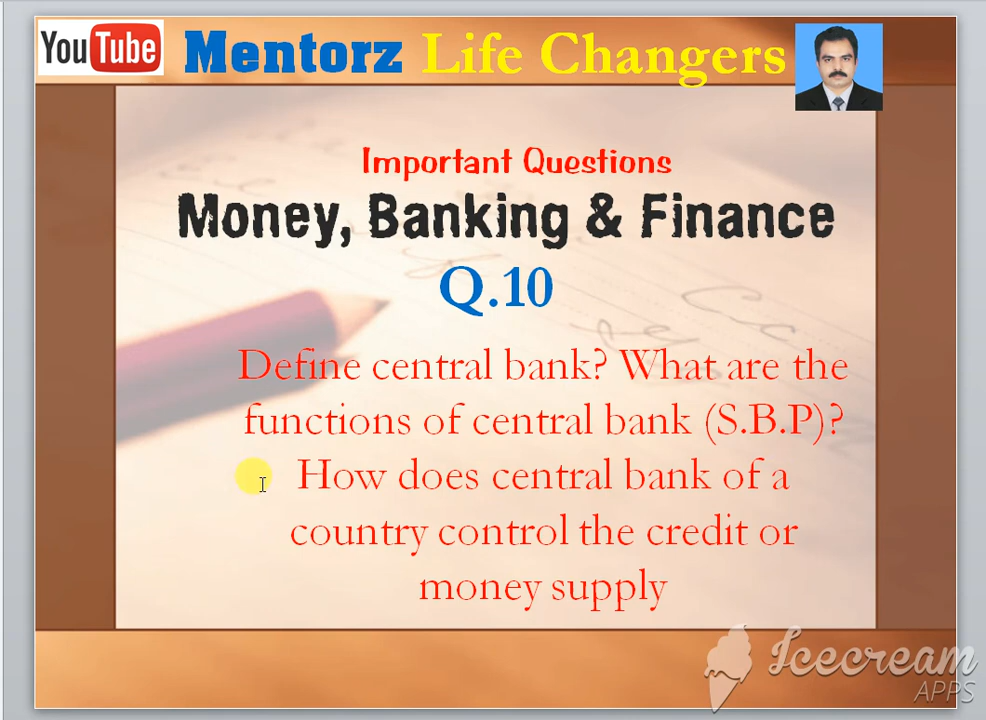 YouTube Mentorz Life Changers
Important Questions
Money, Banking & Finance
Q.10
Define central bank? What are the
functions of central bank (S.B.P)?
How does central bank of a
country control the credit or
money supply
Icecream
APPS